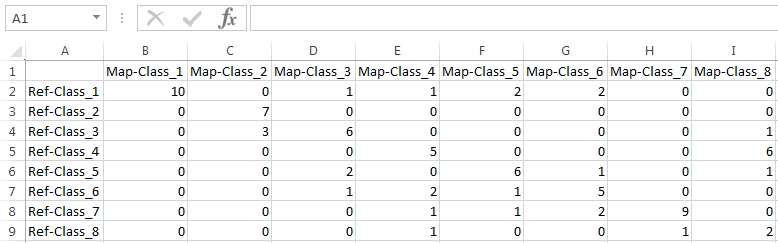 A1 fx
A B C D E F G H I
1 Map-Class_1 Map-Class_2 Map-Class_3 Map-Class_4 Map-Class_5 Map-Class_6 Map-Class_7 Map-Class_8
2 Ref-Class_1 10 0 1 1 2 2 0 0
3 Ref-Class_2 0 7 0 0 0 0 0 0
4 Ref-Class_3 0 3 6 0 0 0 0 1
5 Ref-Class_4 0 0 0 5 0 0 0 6
6 Ref-Class_5 0 0 2 0 6 1 0 1
7 Ref-Class_6 0 0 1 2 1 5 0 0
8 Ref-Class_7 0 0 0 1 1 2 9 0
9 Ref-Class_8 0 0 0 1 0 0 1 2